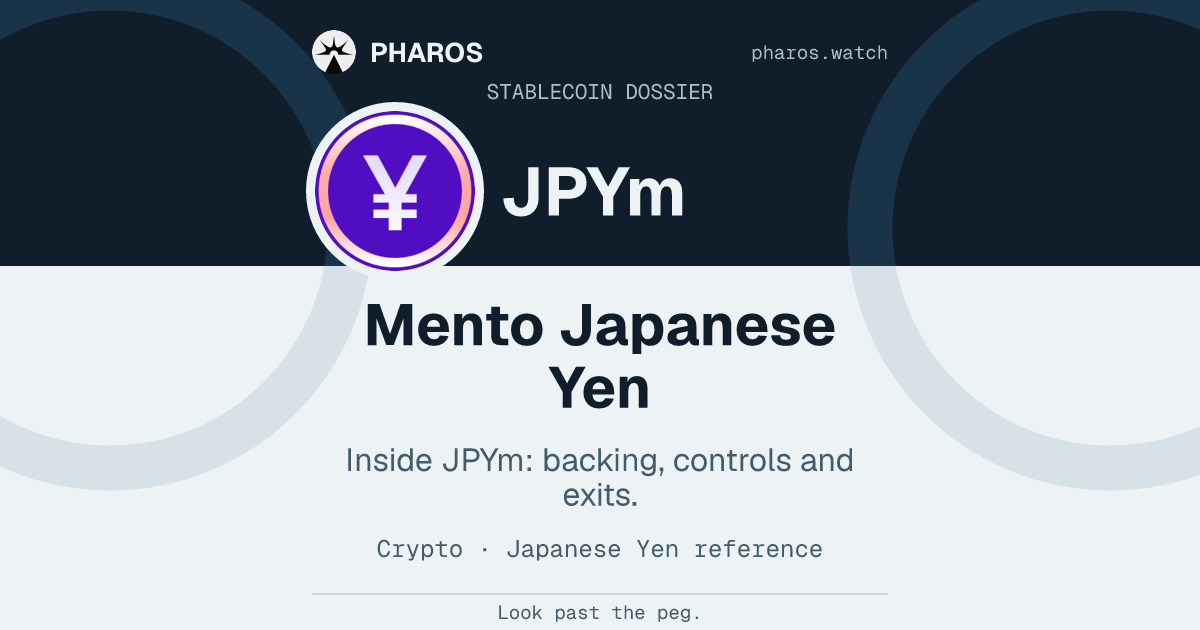 PHAROS
pharos.watch
STABLECOIN DOSSIER
¥
JPYm
Mento Japanese
Yen
Inside JPYm: backing, controls and
exits.
Crypto · Japanese Yen reference
Look past the peg.